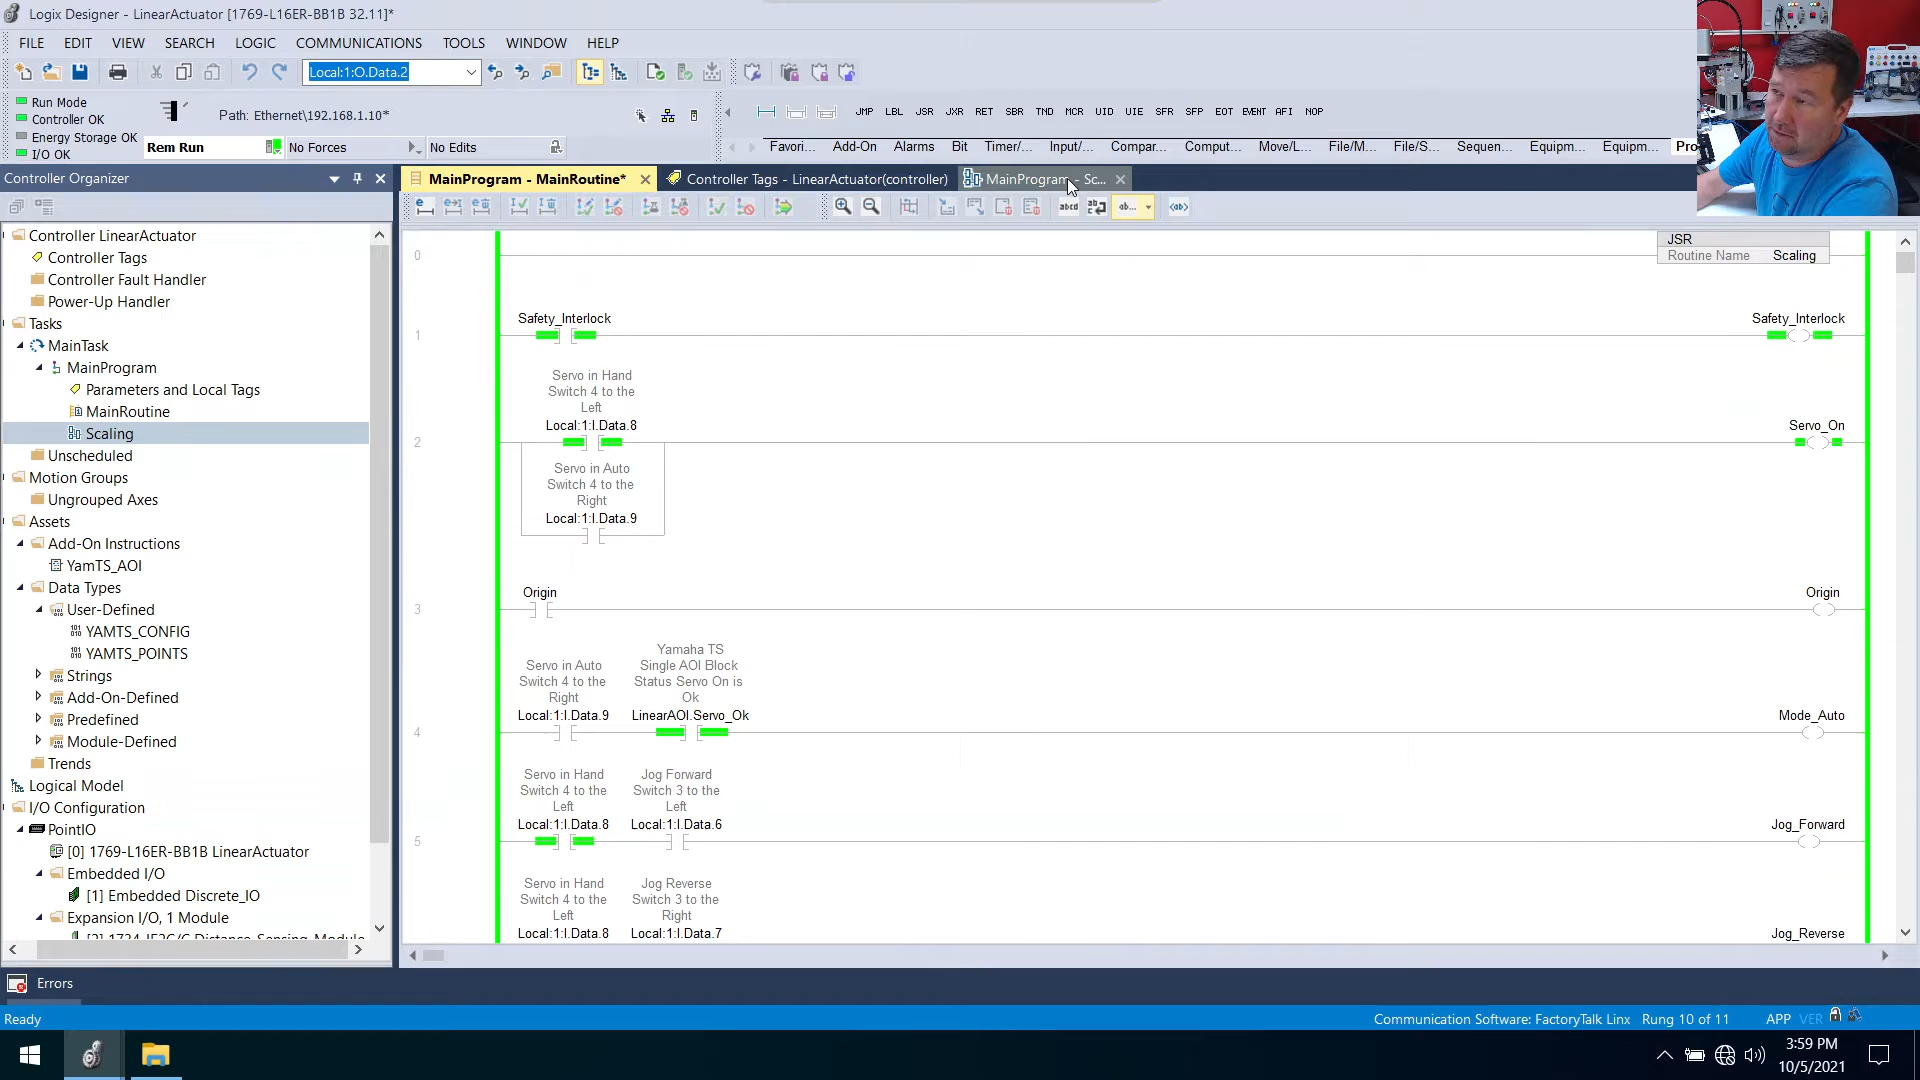 Logix Designer - LinearActuator [1769-L16ER-BB1B 32.11]*
FILE EDIT VIEW SEARCH LOGIC COMMUNICATIONS TOOLS WINDOW HELP
Local:1:O.Data.2
Run Mode
Controller OK
Energy Storage OK
I/O OK
Path: Ethernet\192.168.1.10*
Rem Run
No Forces
No Edits
JMP LBL JSR JXR RET SBR TND MCR UID UIE SFR SFP EOT EVENT AFI NOP
Favori... Add-On Alarms Bit Timer/... Input/... Compar... Comput... Move/L... File/M... File/S... Sequen... Equipm... Equipm... Pro
Controller Organizer
MainProgram - MainRoutine*
Controller Tags - LinearActuator(controller)
MainProgram - Sc...
abcd
ab...
Controller LinearActuator
Controller Tags
Controller Fault Handler
Power-Up Handler
Tasks
MainTask
MainProgram
Parameters and Local Tags
MainRoutine
Scaling
Unscheduled
Motion Groups
Ungrouped Axes
Assets
Add-On Instructions
YamTS_AOI
Data Types
User-Defined
YAMTS_CONFIG
YAMTS_POINTS
Strings
Add-On-Defined
Predefined
Module-Defined
Trends
Logical Model
I/O Configuration
PointIO
[0] 1769-L16ER-BB1B LinearActuator
Embedded I/O
[1] Embedded Discrete_IO
Expansion I/O, 1 Module
0
JSR
Routine Name Scaling
Safety_Interlock
Safety_Interlock
1
Servo in Hand
Switch 4 to the
Left
Local:1:I.Data.8
Servo_On
2
Servo in Auto
Switch 4 to the
Right
Local:1:I.Data.9
Origin
Origin
3
Servo in Auto
Switch 4 to the
Right
Local:1:I.Data.9
Yamaha TS
Single AOI Block
Status Servo On is
Ok
LinearAOI.Servo_Ok
Mode_Auto
4
Servo in Hand
Switch 4 to the
Left
Local:1:I.Data.8
Jog Forward
Switch 3 to the
Left
Local:1:I.Data.6
Jog_Forward
5
Servo in Hand
Switch 4 to the
Left
Local:1:I.Data.8
Jog Reverse
Switch 3 to the
Right
Local:1:I.Data.7
Jog_Reverse
Errors
Ready
Communication Software: FactoryTalk Linx
Rung 10 of 11
APP VER
3:59 PM
10/5/2021